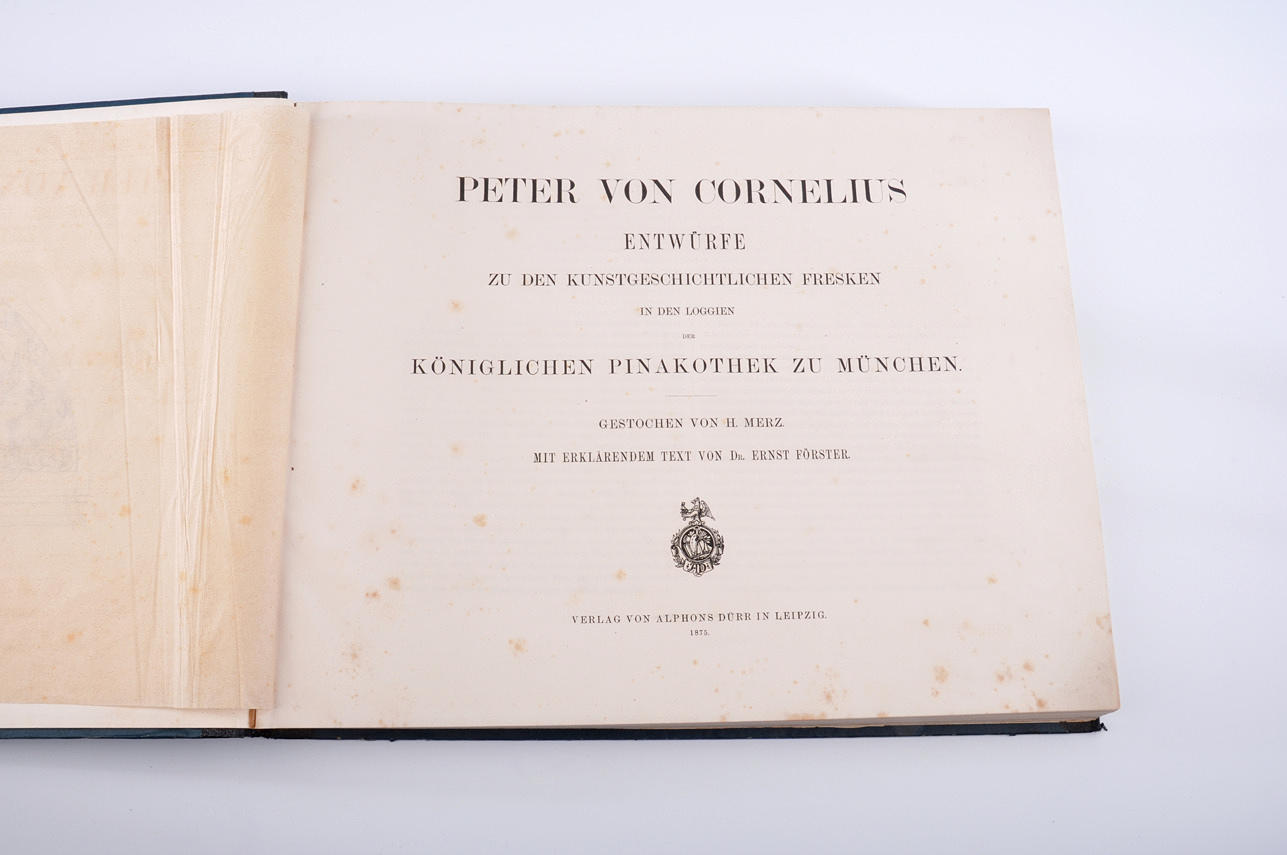 PETER VON CORNELIUS
ENTWÜRFE
ZU DEN KUNSTGESCHICHTLICHEN FRESKEN
IN DEN LOGGIEN
DER
KÖNIGLICHEN PINAKOTHEK ZU MÜNCHEN.
GESTOCHEN VON H. MERZ.
MIT ERKLÄRENDEM TEXT VON DR. ERNST FÖRSTER.
VERLAG VON ALPHONS DÜRR IN LEIPZIG.
1875.